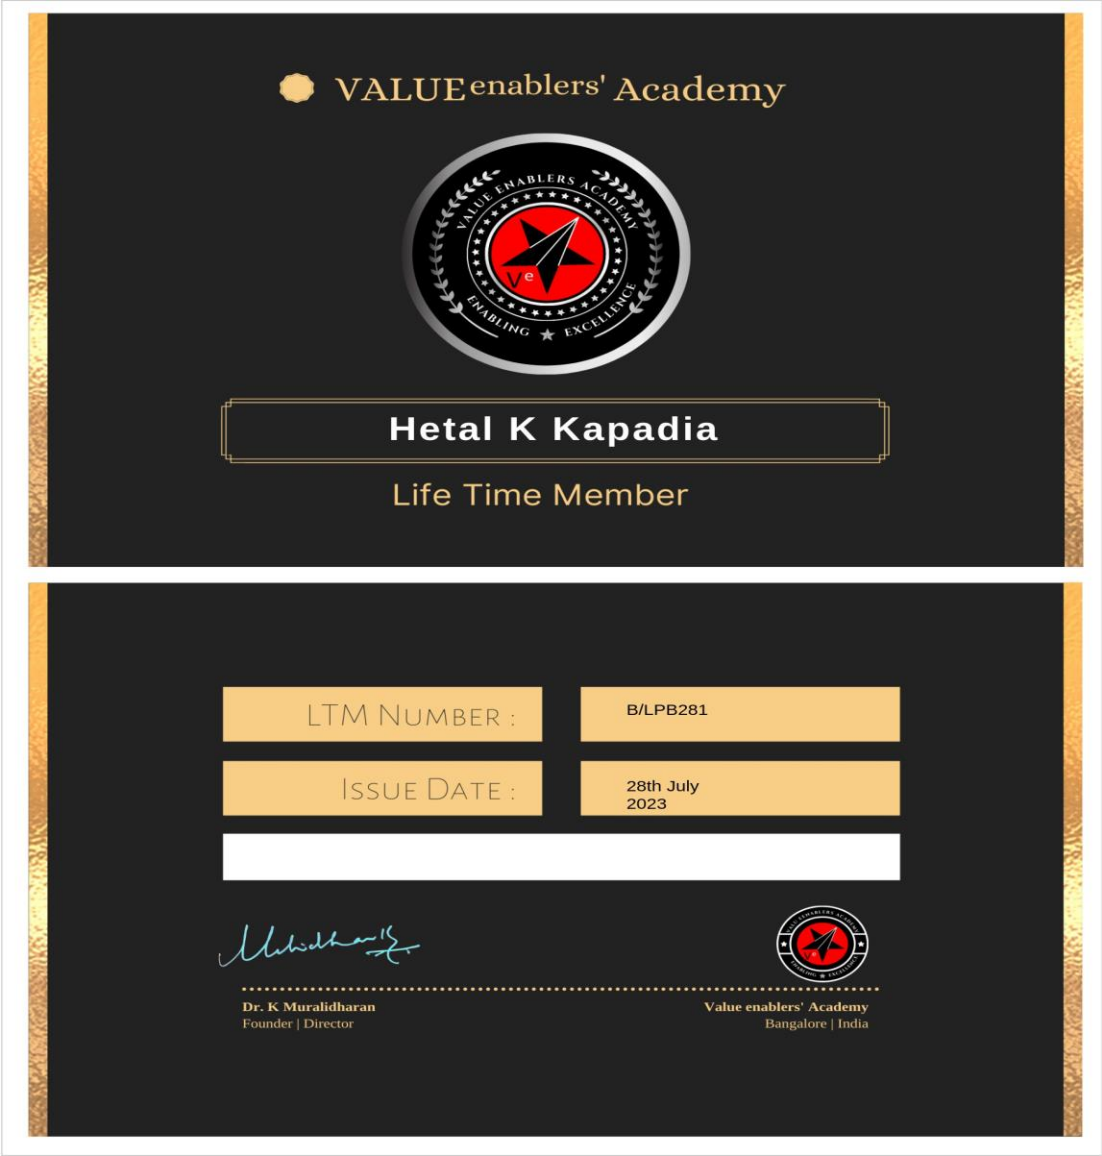 VALUE enablers' Academy
VALUE ENABLERS ACADEMY
Ve
ENABLING ★ EXCELLENCE
Hetal K Kapadia
Life Time Member
LTM NUMBER :
B/LPB281
ISSUE DATE :
28th July
2023
Dr. K Muralidharan
Founder | Director
Value enablers' Academy
Bangalore | India